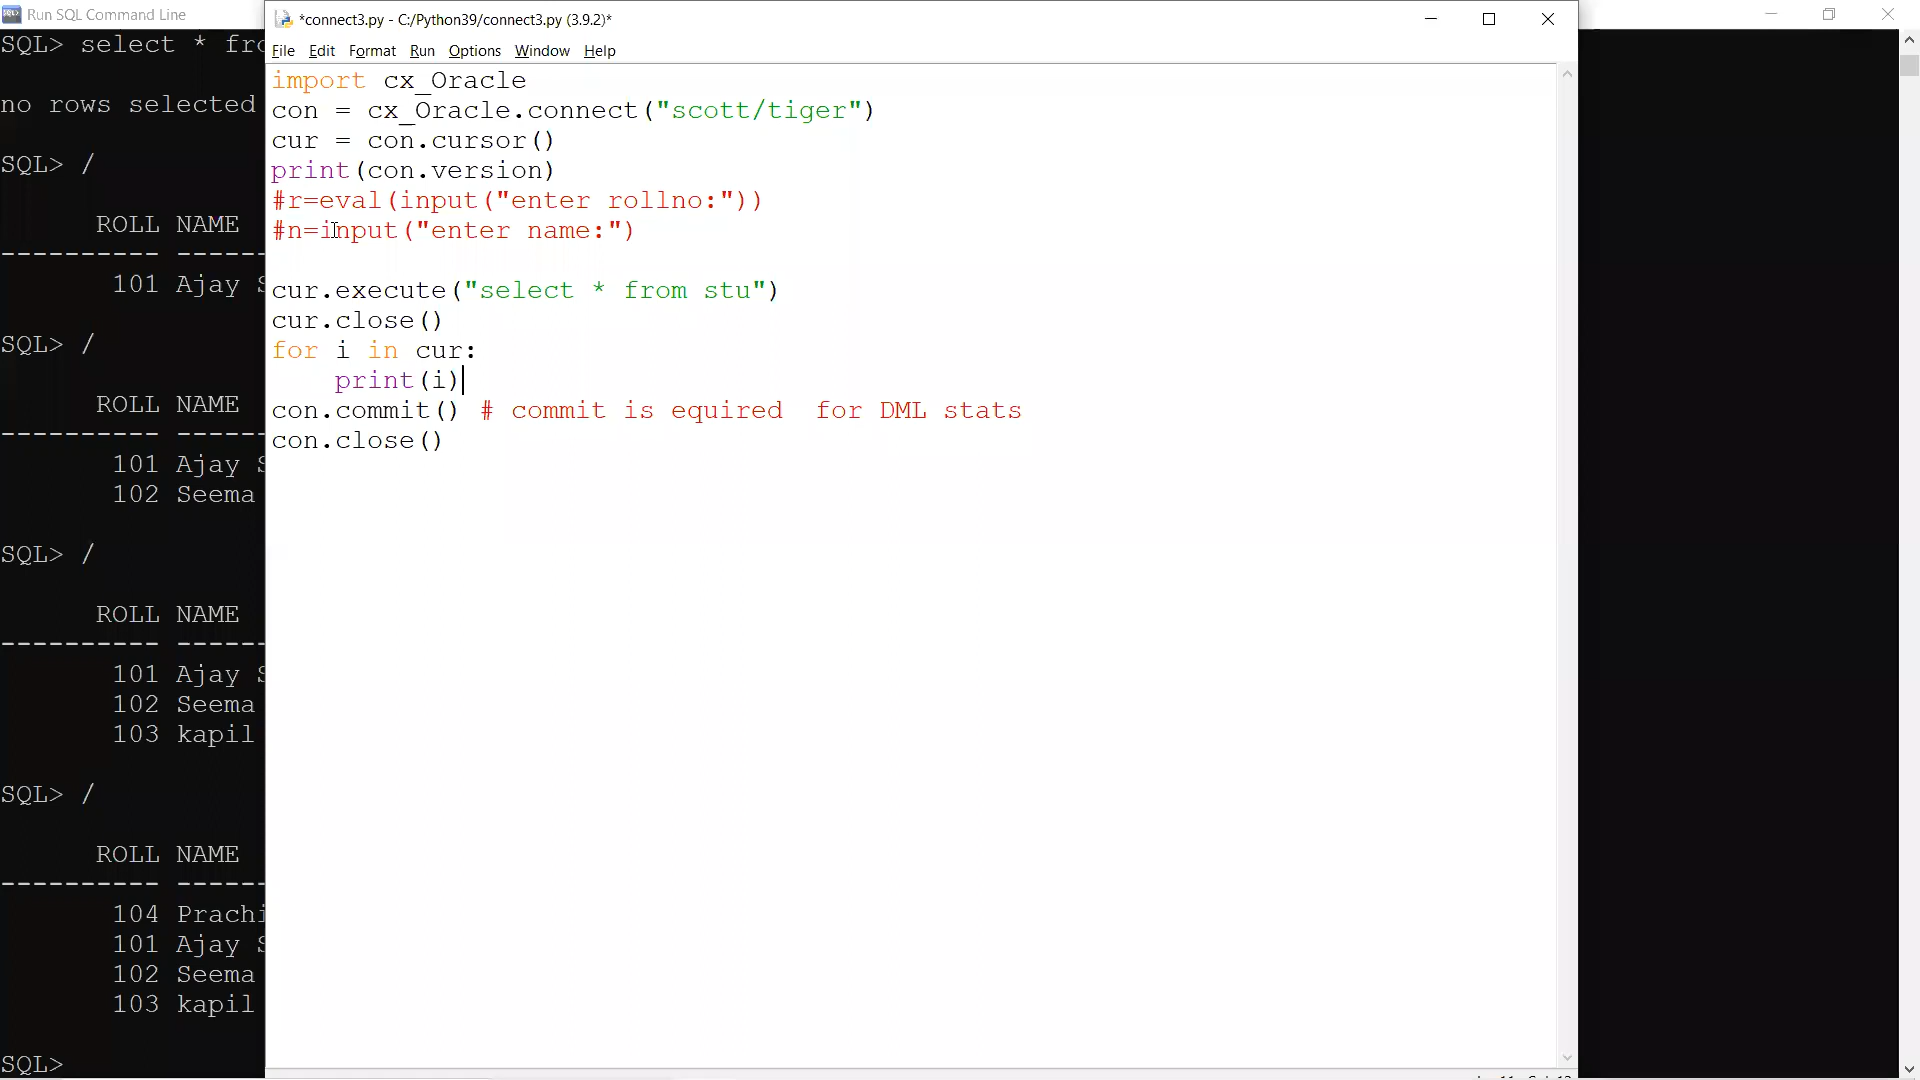 Run SQL Command Line
SQL> select * fro
no rows selected
SQL> /
ROLL NAME
---------- ------
101 Ajay S
SQL> /
ROLL NAME
---------- ------
101 Ajay S
102 Seema
SQL> /
ROLL NAME
---------- ------
101 Ajay S
102 Seema
103 kapil
SQL> /
ROLL NAME
---------- ------
104 Prachi
101 Ajay S
102 Seema
103 kapil
SQL>
*connect3.py - C:/Python39/connect3.py (3.9.2)*
File Edit Format Run Options Window Help
import cx_Oracle
con = cx_Oracle.connect("scott/tiger")
cur = con.cursor()
print(con.version)
#r=eval(input("enter rollno:"))
#n=input("enter name:")
cur.execute("select * from stu")
cur.close()
for i in cur:
    print(i)
con.commit() # commit is equired  for DML stats
con.close()